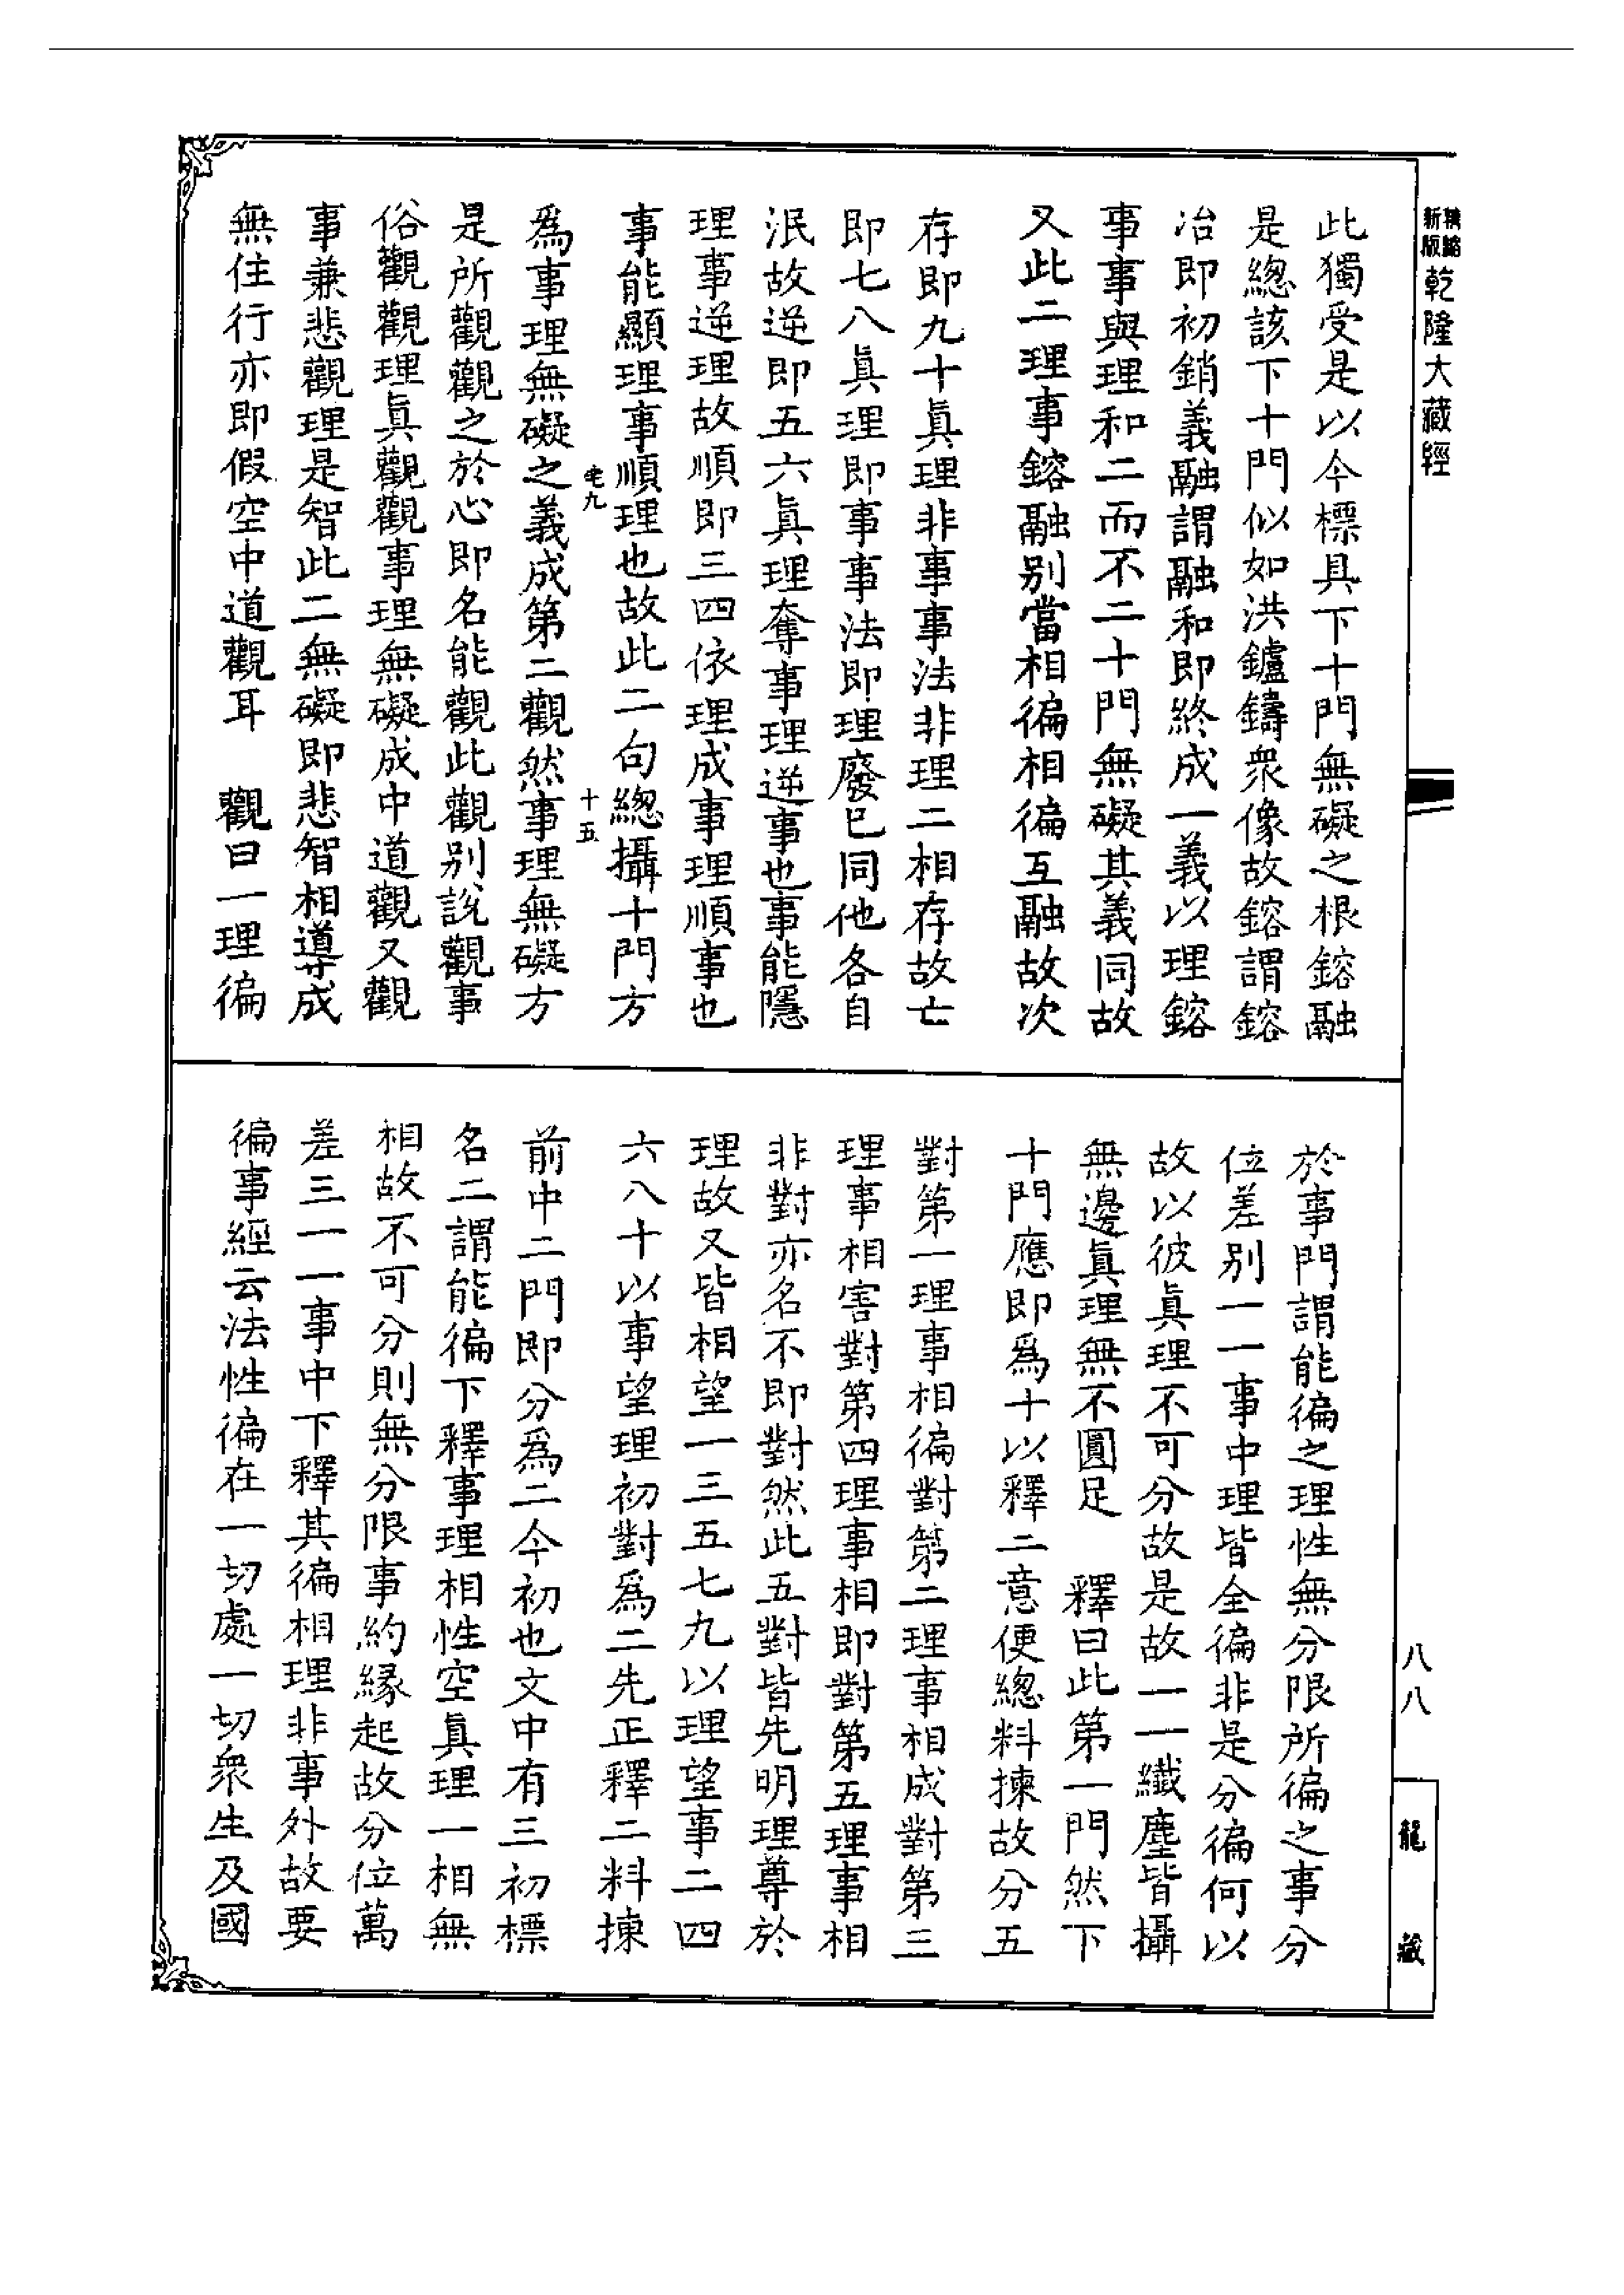 精縮新版乾隆大藏經
此獨受是以今標具下十門無礙之根鎔融
是總該下十門似如洪鑪鑄衆像故鎔謂鎔
冶即初銷義融謂融和即終成一義以理鎔
事事與理和二而不二十門無礙其義同故
又此二理事鎔融别當相徧相徧互融故次
存即九十真理非事事法非理二相存故亡
即七八真理即事事法即理廢已同他各自
泯故逆即五六真理奪事理逆事也事能隱
理事逆理故順即三四依理成事理順事也
事能顯理事順理也故此二句總攝十門方
宅九 十五
爲事理無礙之義成第二觀然事理無礙方
是所觀觀之於心即名能觀此觀别說觀事
俗觀觀理真觀觀事理無礙成中道觀又觀
事兼悲觀理是智此二無礙即悲智相導成
無住行亦即假空中道觀耳 觀曰一理徧
於事門謂能徧之理性無分限所徧之事分
位差别一一事中理皆全徧非是分徧何以
故以彼真理不可分故是故一一纖塵皆攝
無邊真理無不圓足 釋曰此第一門然下
十門應即爲十以釋二意便總料揀故分五
對第一理事相徧對第二理事相成對第三
理事相害對第四理事相即對第五理事相
非對亦名不即對然此五對皆先明理尊於
理故又皆相望一三五七九以理望事二四
六八十以事望理初對爲二先正釋二料揀
前中二門即分爲二今初也文中有三初標
名二謂能徧下釋事理相性空真理一相無
相故不可分則無分限事約緣起故分位萬
差三一一事中下釋其徧相理非事外故要
徧事經云法性徧在一切處一切衆生及國
八八
龍藏